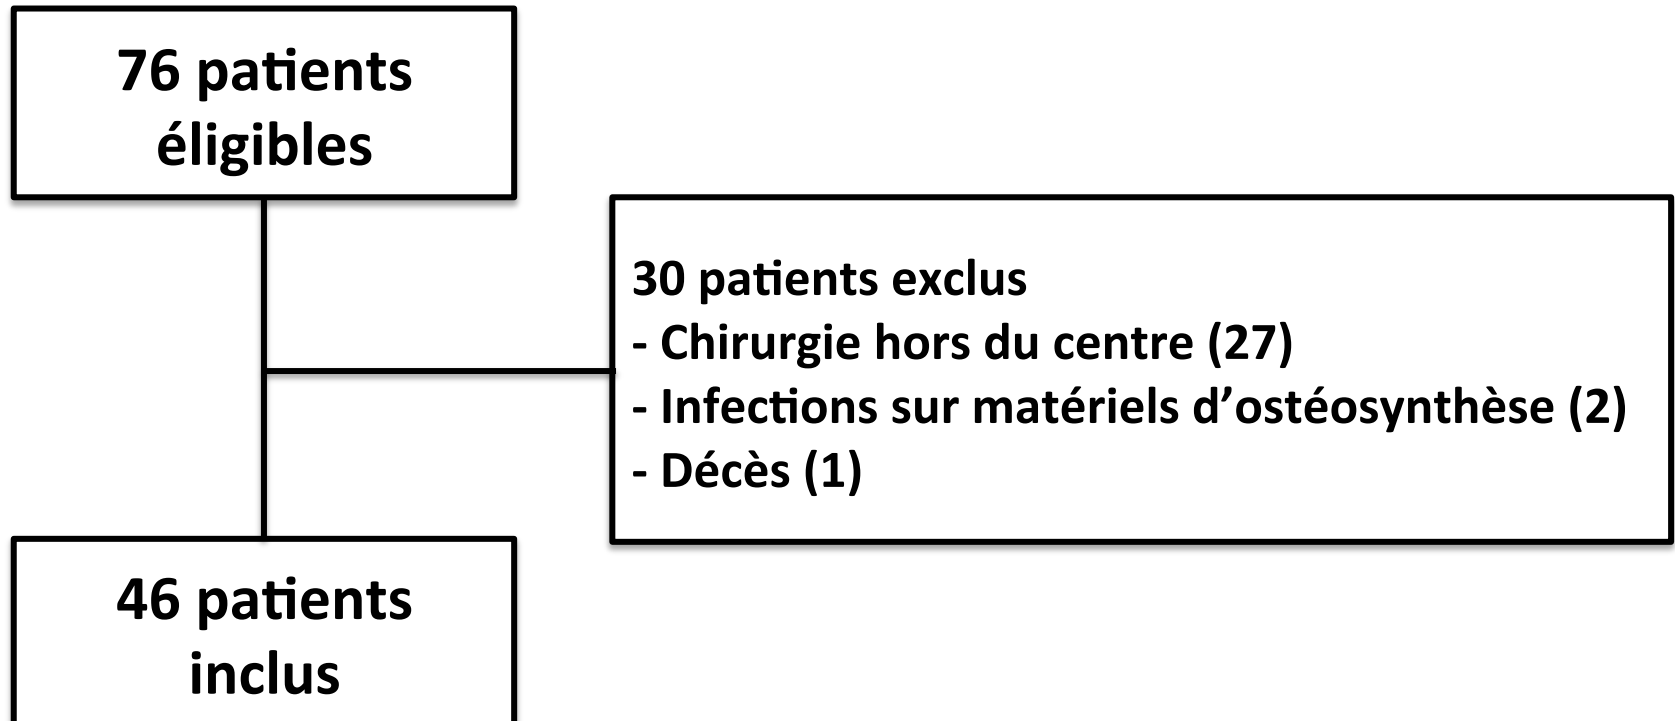 76 patients
éligibles
30 patients exclus
- Chirurgie hors du centre (27)
- Infections sur matériels d’ostéosynthèse (2)
- Décès (1)
46 patients
inclus